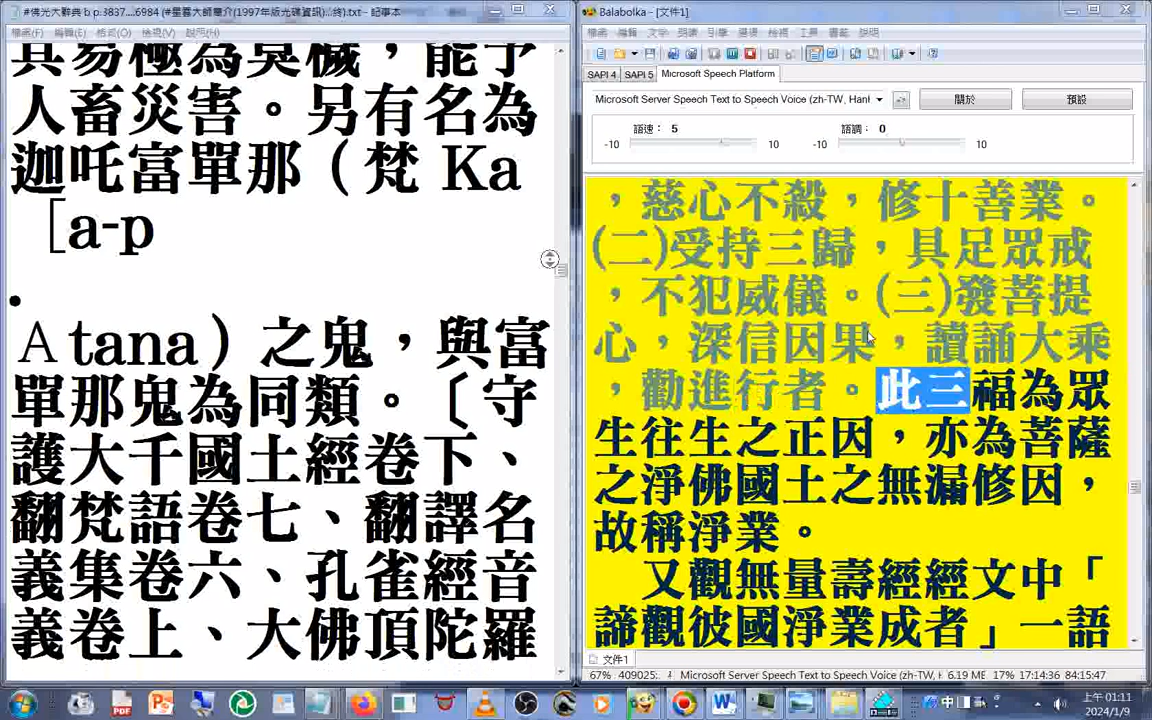 #佛光大辭典 b p.3837....6984 (#星雲大師慈介(1997年版光碟資訊)...終).txt - 記事本
檔案(F) 編輯(E) 格式(O) 檢視(V) 說明(H)
其易極為臭穢，能予
人畜災害。另有名為
迦吒富單那（梵 Ka
［a-p
•
Ａtana）之鬼，與富
單那鬼為同類。〔守
護大千國土經卷下、
翻梵語卷七、翻譯名
義集卷六、孔雀經音
義卷上、大佛頂陀羅
Balabolka - [文件1]
檔案 編輯 文字 朗讀 引擎 選項 檢視 工具 書籤 說明
SAPI 4 SAPI 5 Microsoft Speech Platform
Microsoft Server Speech Text to Speech Voice (zh-TW, Han
關於 預設
語速： 5 語調： 0
-10 10 -10 10
，慈心不殺，修十善業。
(二)受持三歸，具足眾戒
，不犯威儀。(三)發菩提
心，深信因果，讀誦大乘
，勸進行者。此三福為眾
生往生之正因，亦為菩薩
之淨佛國土之無漏修因，
故稱淨業。
又觀無量壽經經文中「
諦觀彼國淨業成者」一語
文件1
67% 409025: Microsoft Server Speech Text to Speech Voice (zh-TW, Han 6.19 ME 17% 17:14:36 84:15:47
中
上午 01:11
2024/1/9